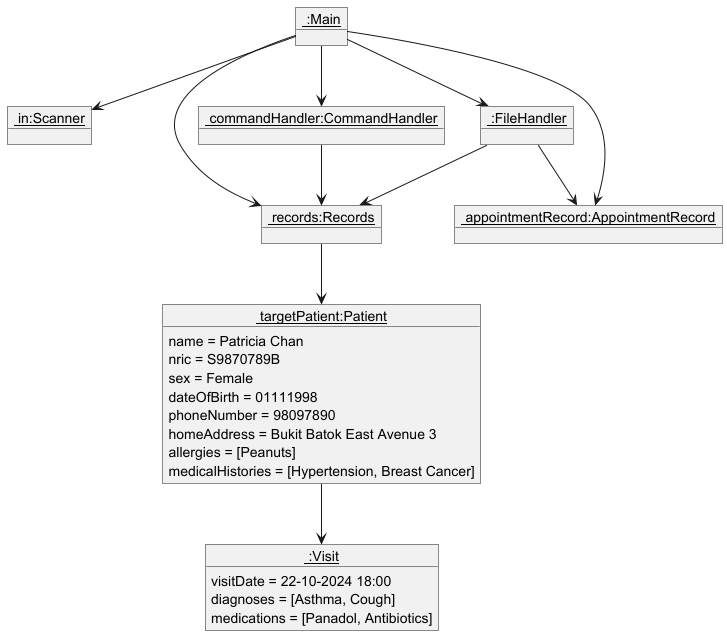 :Main
in:Scanner
commandHandler:CommandHandler
:FileHandler
records:Records
appointmentRecord:AppointmentRecord
targetPatient:Patient
name = Patricia Chan
nric = S9870789B
sex = Female
dateOfBirth = 01111998
phoneNumber = 98097890
homeAddress = Bukit Batok East Avenue 3
allergies = [Peanuts]
medicalHistories = [Hypertension, Breast Cancer]
:Visit
visitDate = 22-10-2024 18:00
diagnoses = [Asthma, Cough]
medications = [Panadol, Antibiotics]